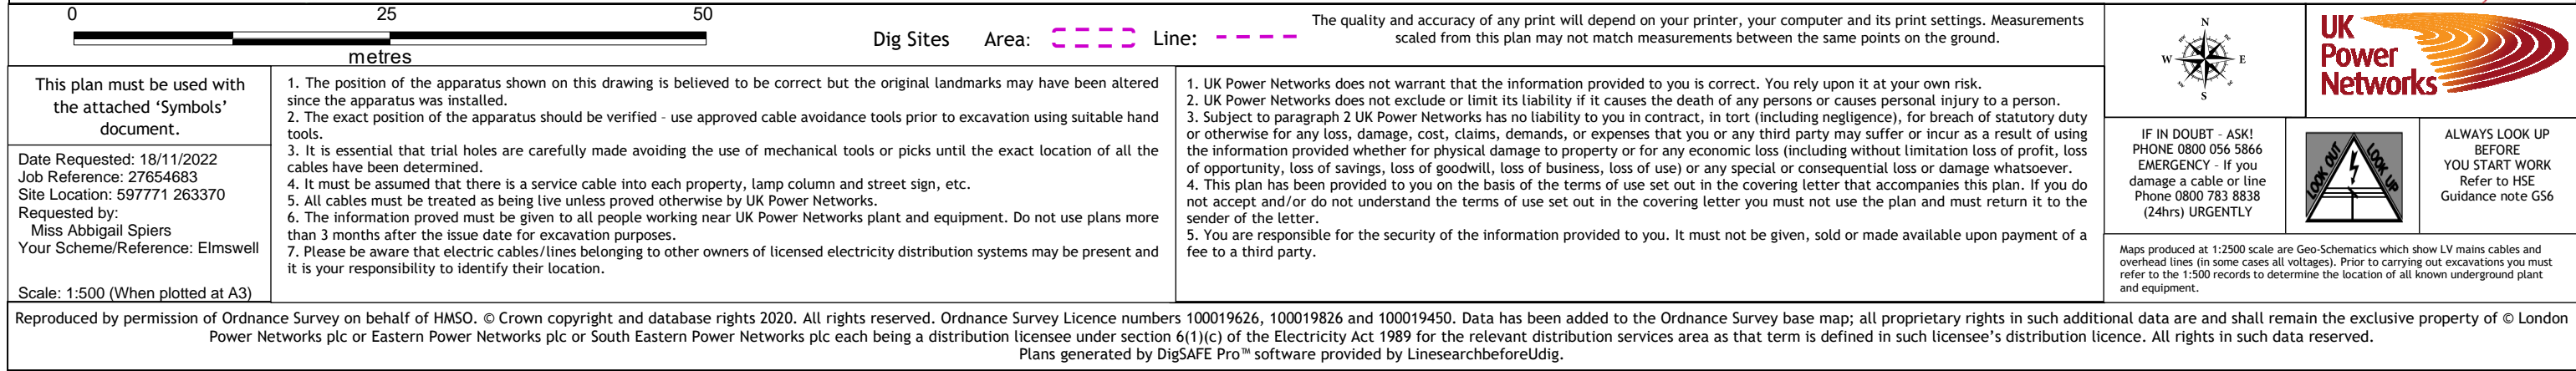 0 25 50
metres
Dig Sites Area: Line:
The quality and accuracy of any print will depend on your printer, your computer and its print settings. Measurements
scaled from this plan may not match measurements between the same points on the ground.
N
W E
S
UK
Power
Networks
This plan must be used with
the attached ‘Symbols’
document.
Date Requested: 18/11/2022
Job Reference: 27654683
Site Location: 597771 263370
Requested by:
Miss Abbigail Spiers
Your Scheme/Reference: Elmswell
Scale: 1:500 (When plotted at A3)
1. The position of the apparatus shown on this drawing is believed to be correct but the original landmarks may have been altered
since the apparatus was installed.
2. The exact position of the apparatus should be verified - use approved cable avoidance tools prior to excavation using suitable hand
tools.
3. It is essential that trial holes are carefully made avoiding the use of mechanical tools or picks until the exact location of all the
cables have been determined.
4. It must be assumed that there is a service cable into each property, lamp column and street sign, etc.
5. All cables must be treated as being live unless proved otherwise by UK Power Networks.
6. The information proved must be given to all people working near UK Power Networks plant and equipment. Do not use plans more
than 3 months after the issue date for excavation purposes.
7. Please be aware that electric cables/lines belonging to other owners of licensed electricity distribution systems may be present and
it is your responsibility to identify their location.
1. UK Power Networks does not warrant that the information provided to you is correct. You rely upon it at your own risk.
2. UK Power Networks does not exclude or limit its liability if it causes the death of any persons or causes personal injury to a person.
3. Subject to paragraph 2 UK Power Networks has no liability to you in contract, in tort (including negligence), for breach of statutory duty
or otherwise for any loss, damage, cost, claims, demands, or expenses that you or any third party may suffer or incur as a result of using
the information provided whether for physical damage to property or for any economic loss (including without limitation loss of profit, loss
of opportunity, loss of savings, loss of goodwill, loss of business, loss of use) or any special or consequential loss or damage whatsoever.
4. This plan has been provided to you on the basis of the terms of use set out in the covering letter that accompanies this plan. If you do
not accept and/or do not understand the terms of use set out in the covering letter you must not use the plan and must return it to the
sender of the letter.
5. You are responsible for the security of the information provided to you. It must not be given, sold or made available upon payment of a
fee to a third party.
IF IN DOUBT - ASK!
PHONE 0800 056 5866
EMERGENCY - If you
damage a cable or line
Phone 0800 783 8838
(24hrs) URGENTLY
LOOK OUT LOOK UP
ALWAYS LOOK UP
BEFORE
YOU START WORK
Refer to HSE
Guidance note GS6
Maps produced at 1:2500 scale are Geo-Schematics which show LV mains cables and
overhead lines (in some cases all voltages). Prior to carrying out excavations you must
refer to the 1:500 records to determine the location of all known underground plant
and equipment.
Reproduced by permission of Ordnance Survey on behalf of HMSO. © Crown copyright and database rights 2020. All rights reserved. Ordnance Survey Licence numbers 100019626, 100019826 and 100019450. Data has been added to the Ordnance Survey base map; all proprietary rights in such additional data are and shall remain the exclusive property of © London
Power Networks plc or Eastern Power Networks plc or South Eastern Power Networks plc each being a distribution licensee under section 6(1)(c) of the Electricity Act 1989 for the relevant distribution services area as that term is defined in such licensee’s distribution licence. All rights in such data reserved.
Plans generated by DigSAFE Pro™ software provided by LinesearchbeforeUdig.